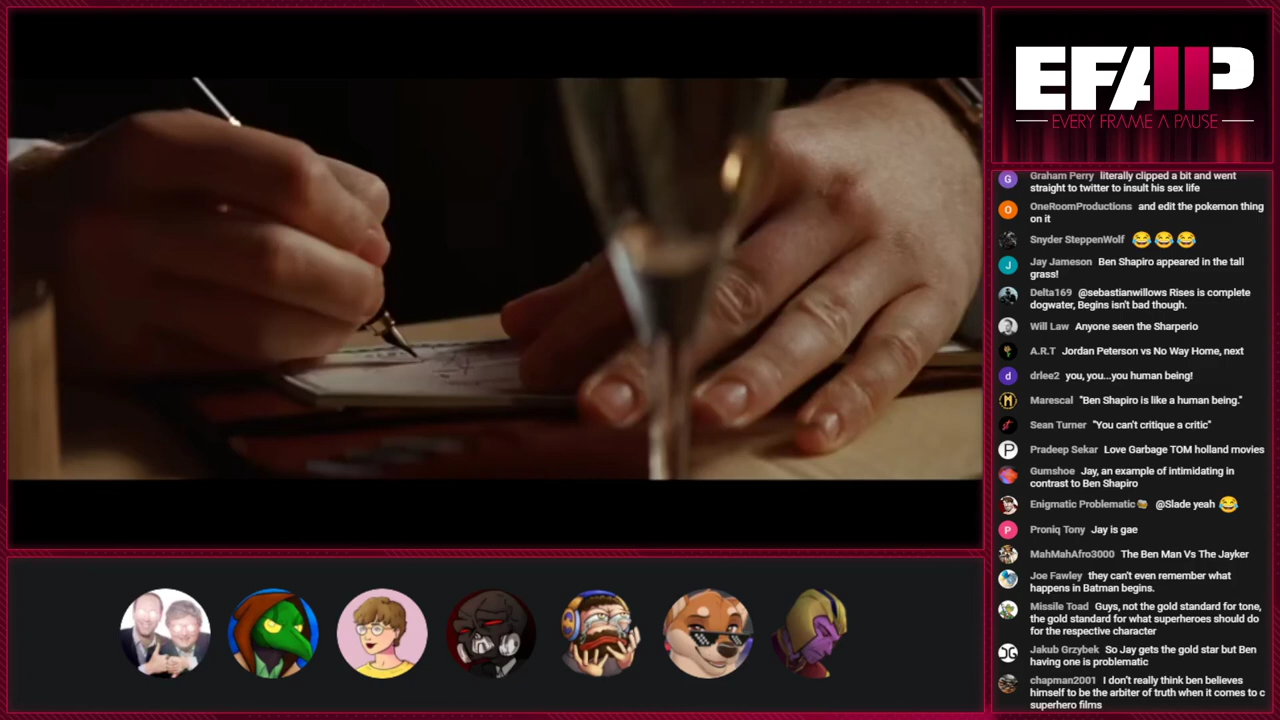 EFAP
EVERY FRAME A PAUSE
Graham Perry literally clipped a bit and went
straight to twitter to insult his sex life
OneRoomProductions and edit the pokemon thing
on it
Snyder SteppenWolf 😂😂😂
Jay Jameson Ben Shapiro appeared in the tall
grass!
Delta169 @sebastianwillows Rises is complete
dogwater, Begins isn't bad though.
Will Law Anyone seen the Sharperio
A.R.T Jordan Peterson vs No Way Home, next
drlee2 you, you...you human being!
Marescal "Ben Shapiro is like a human being."
Sean Turner "You can't critique a critic"
Pradeep Sekar Love Garbage TOM holland movies
Gumshoe Jay, an example of intimidating in
contrast to Ben Shapiro
Enigmatic Problematic @Slade yeah 😂
Proniq Tony Jay is gae
MahMahAfro3000 The Ben Man Vs The Jayker
Joe Fawley they can't even remember what
happens in Batman begins.
Missile Toad Guys, not the gold standard for tone,
the gold standard for what superheroes should do
for the respective character
Jakub Grzybek So Jay gets the gold star but Ben
having one is problematic
chapman2001 I don't really think ben believes
himself to be the arbiter of truth when it comes to c
superhero films